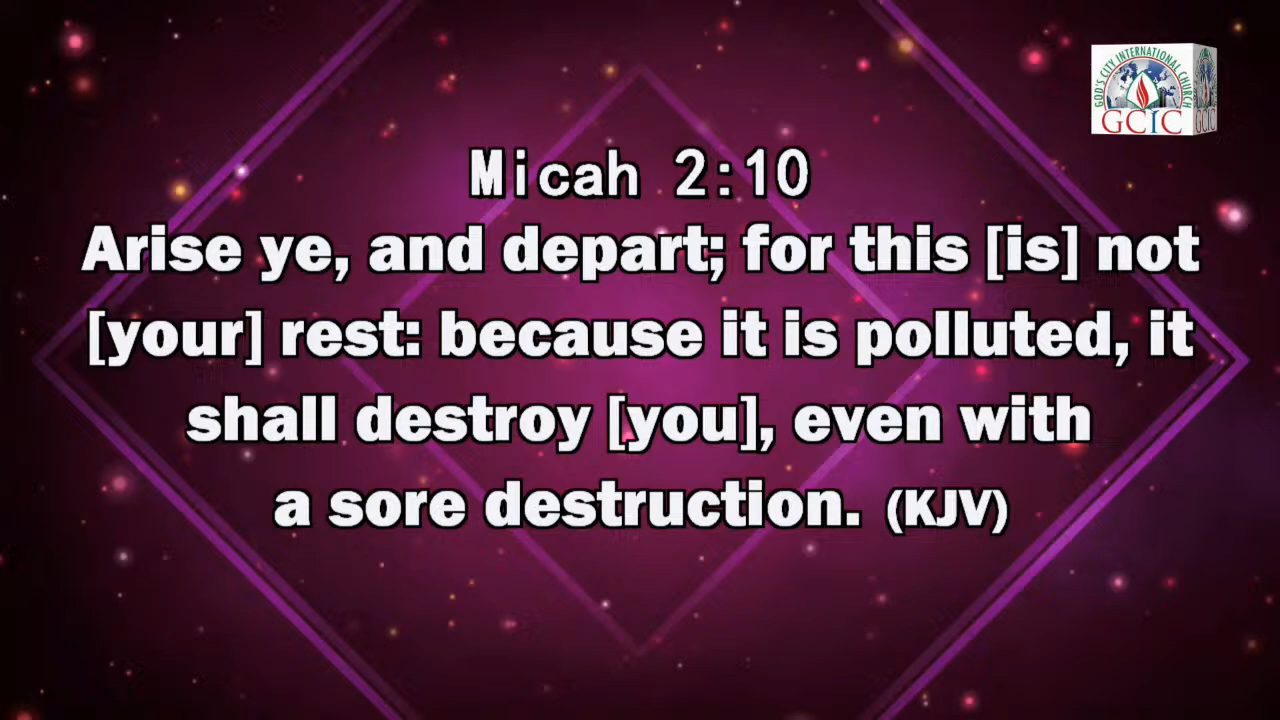 GOD'S CITY INTERNATIONAL CHURCH
GCIC
GCIC
Micah 2:10
Arise ye, and depart; for this [is] not
[your] rest: because it is polluted, it
shall destroy [you], even with
a sore destruction. (KJV)